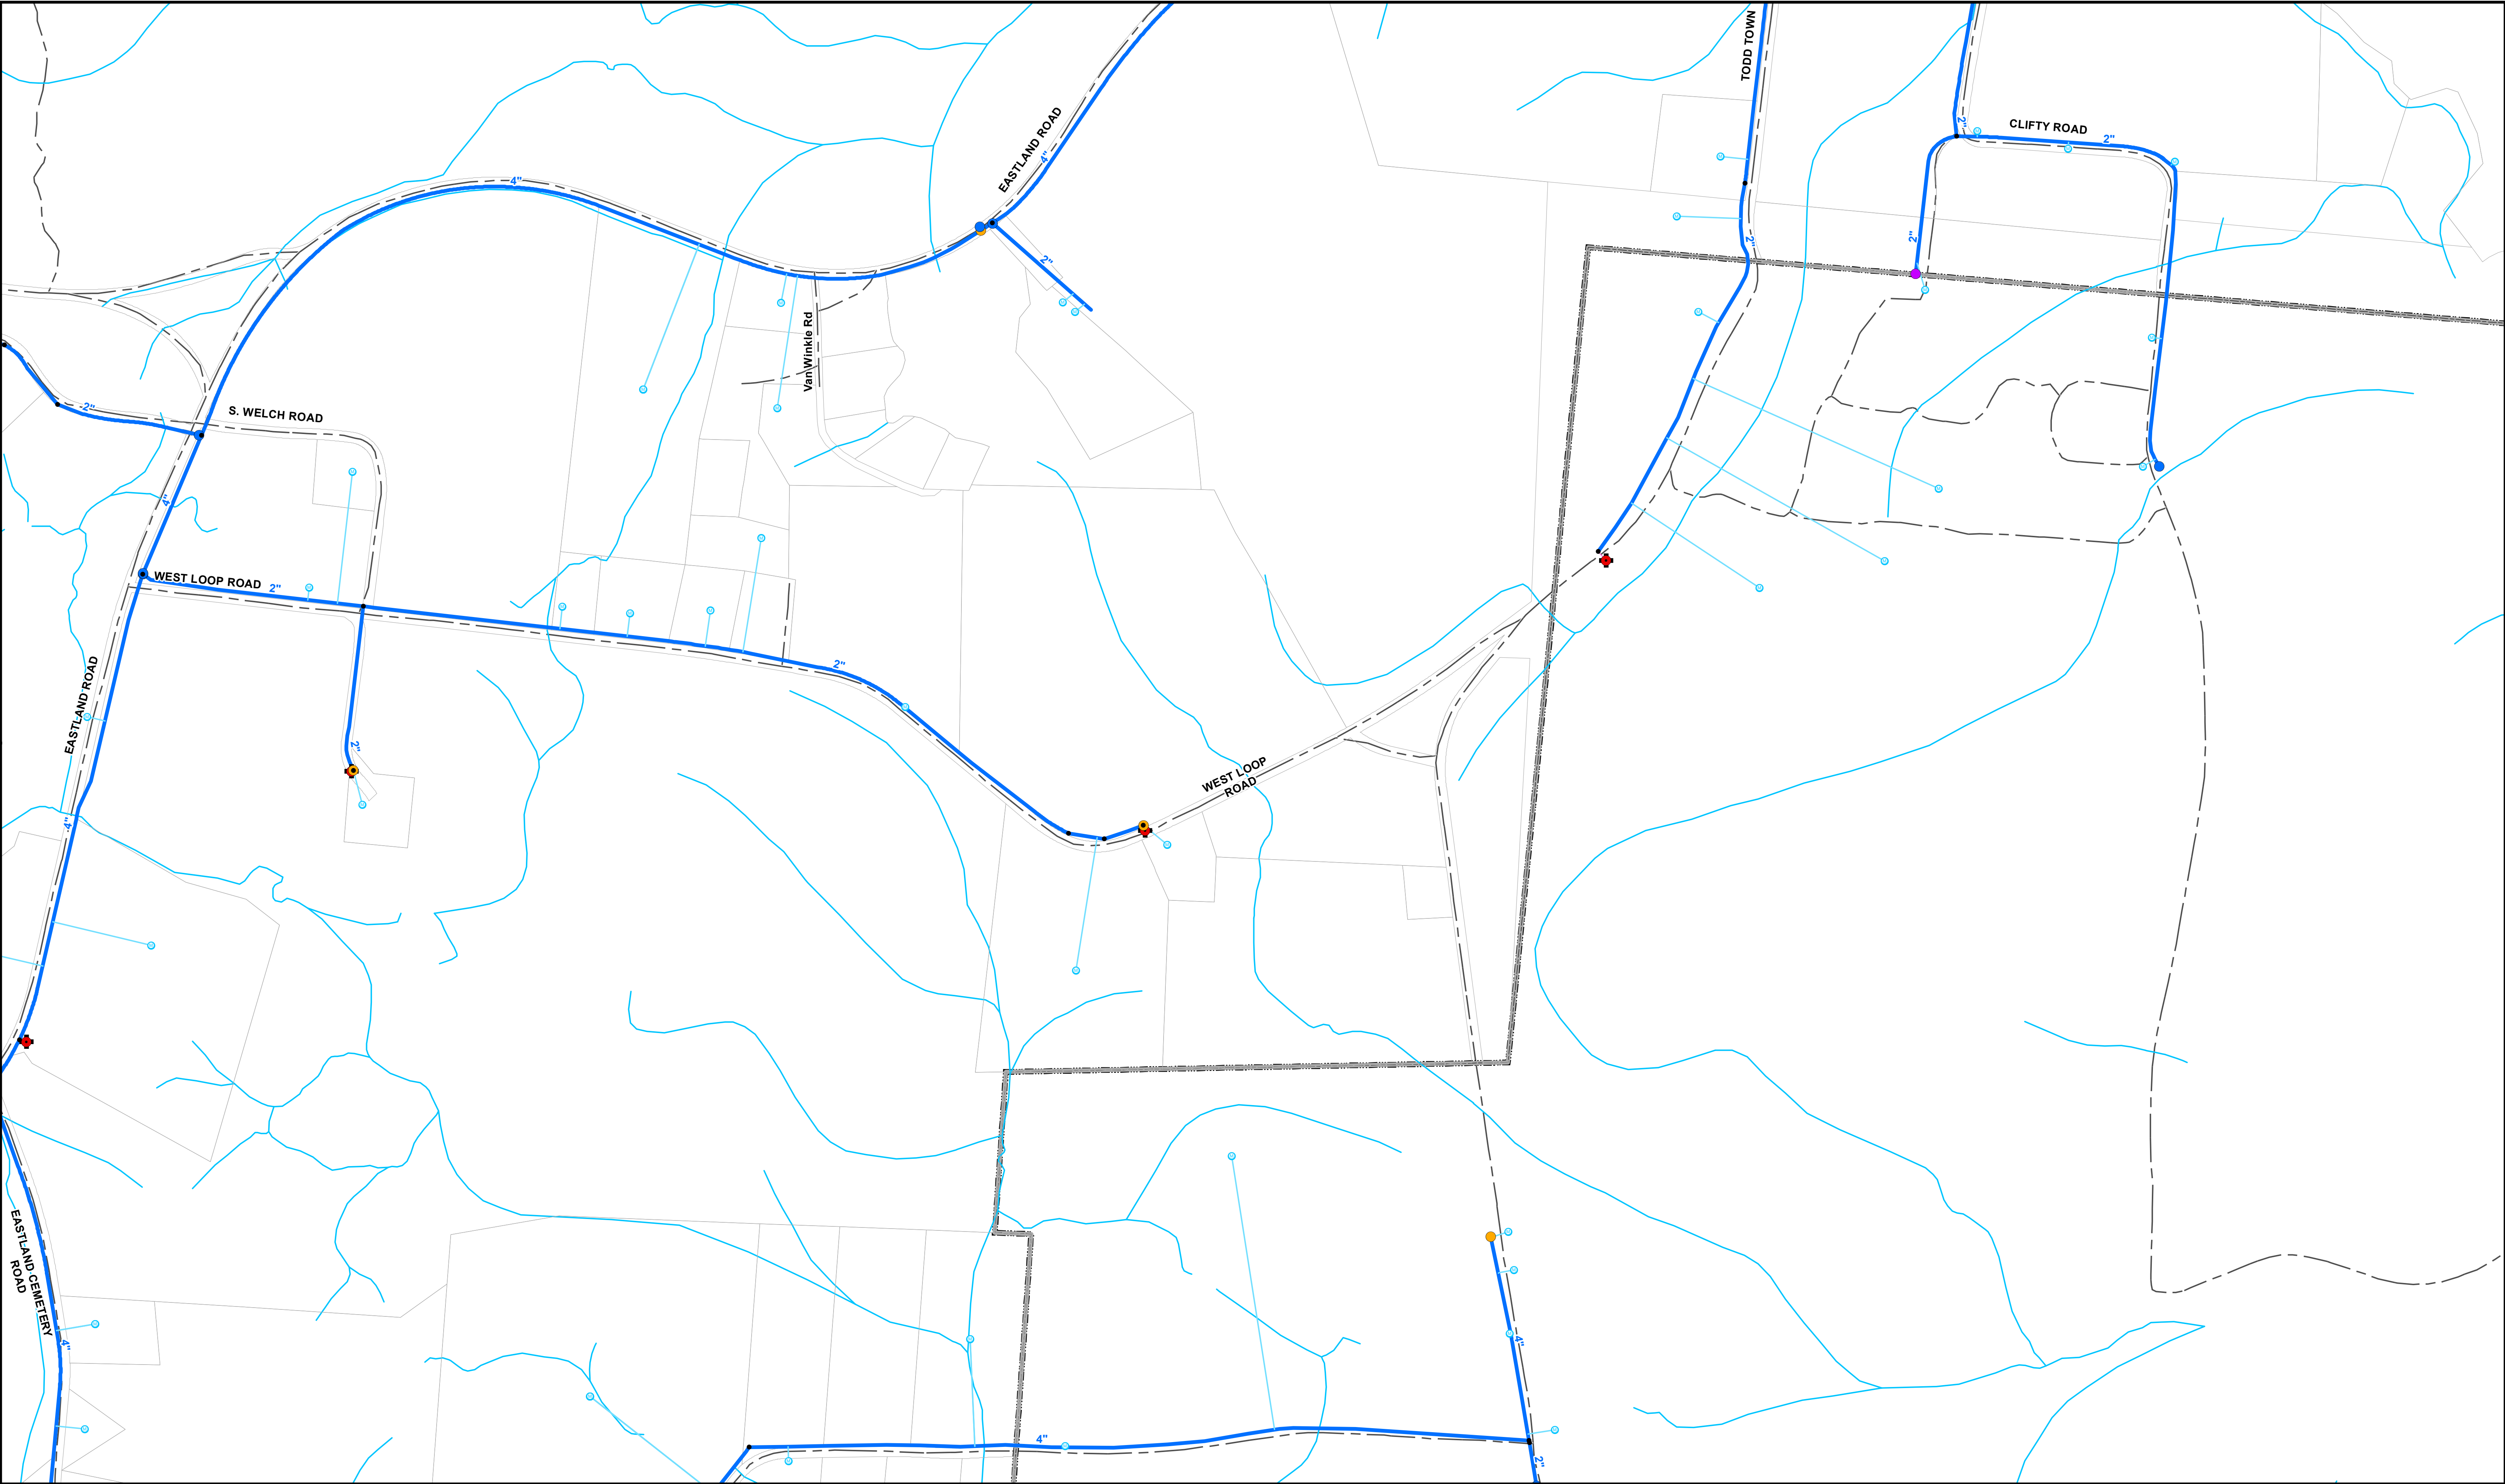 TODD TOWN
2"
CLIFTY ROAD
2"
EASTLAND ROAD
4"
4"
2"
2"
2"
Van Winkle Rd
2"
S. WELCH ROAD
4"
WEST LOOP ROAD
2"
2"
EASTLAND ROAD
2"
WEST LOOP
ROAD
4"
EASTLAND CEMETERY
ROAD
4"
4"
4"
2"